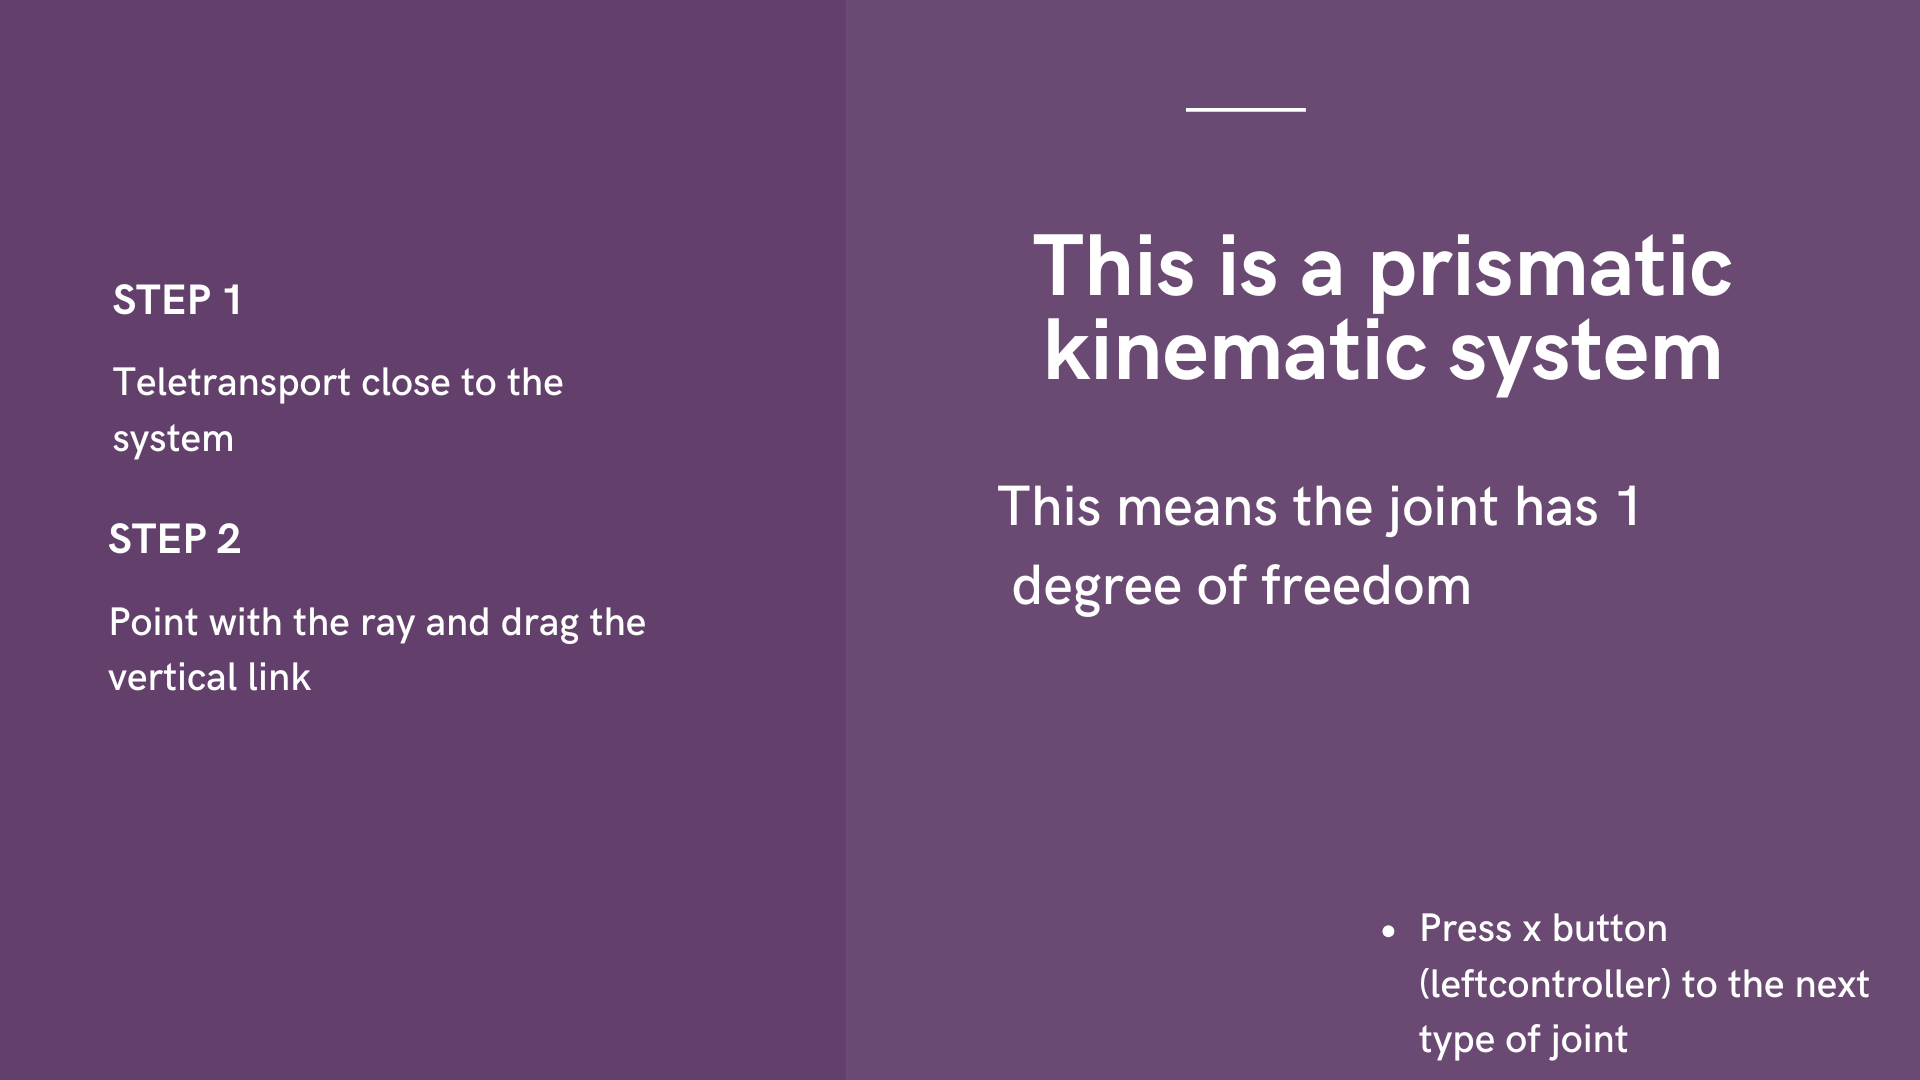 STEP 1
Teletransport close to the
system
STEP 2
Point with the ray and drag the
vertical link
This is a prismatic
kinematic system
This means the joint has 1
degree of freedom
• Press x button
(leftcontroller) to the next
type of joint